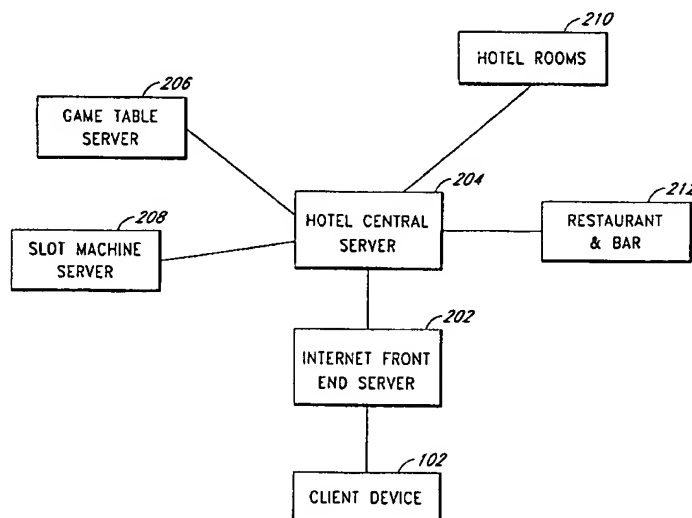 210
HOTEL ROOMS
206
GAME TABLE
SERVER
204
HOTEL CENTRAL
SERVER
212
RESTAURANT
& BAR
208
SLOT MACHINE
SERVER
202
INTERNET FRONT
END SERVER
102
CLIENT DEVICE